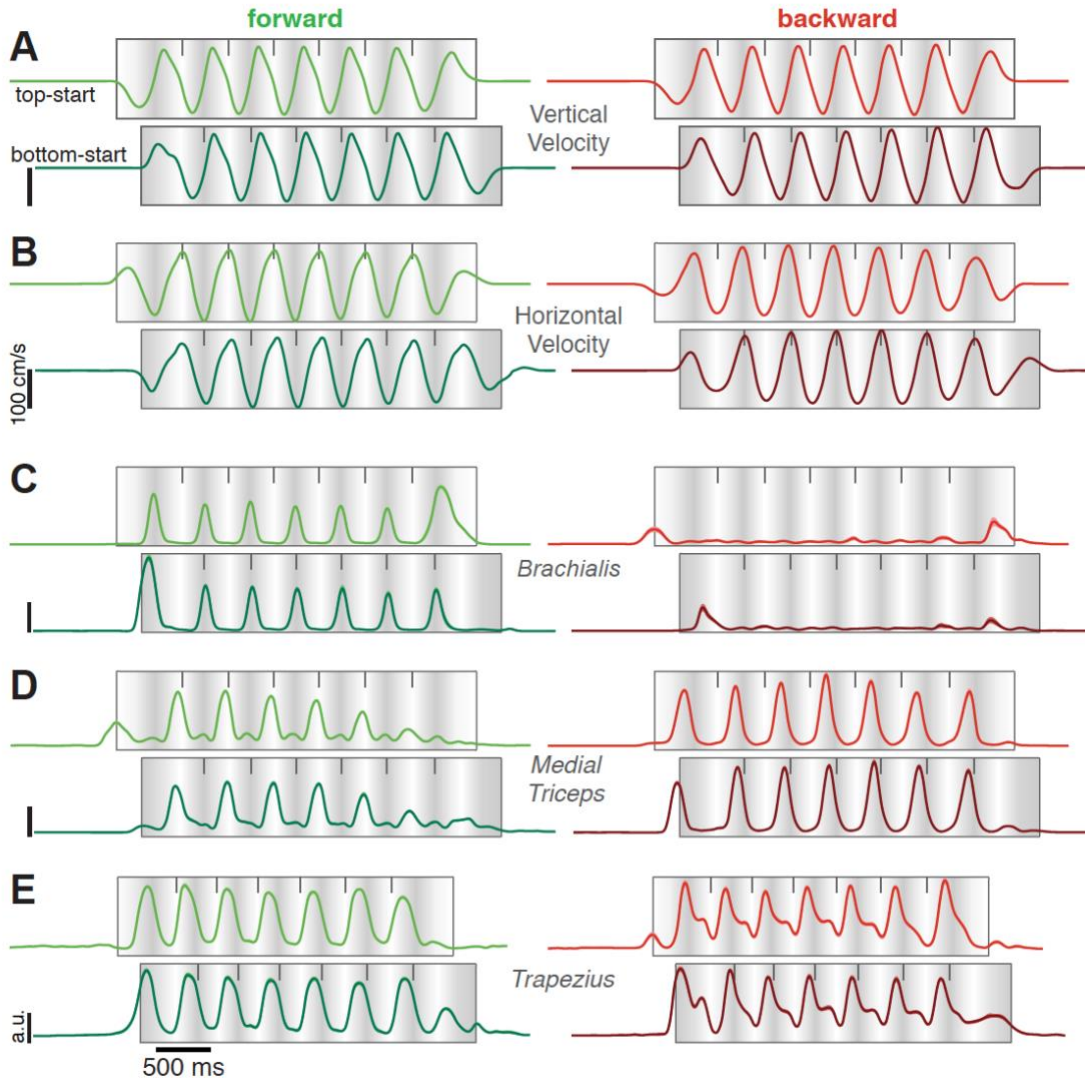 forward
backward
A
top-start
bottom-start
Vertical
Velocity
B
Horizontal
Velocity
100 cm/s
C
Brachialis
D
Medial
Triceps
E
Trapezius
a.u.
500 ms